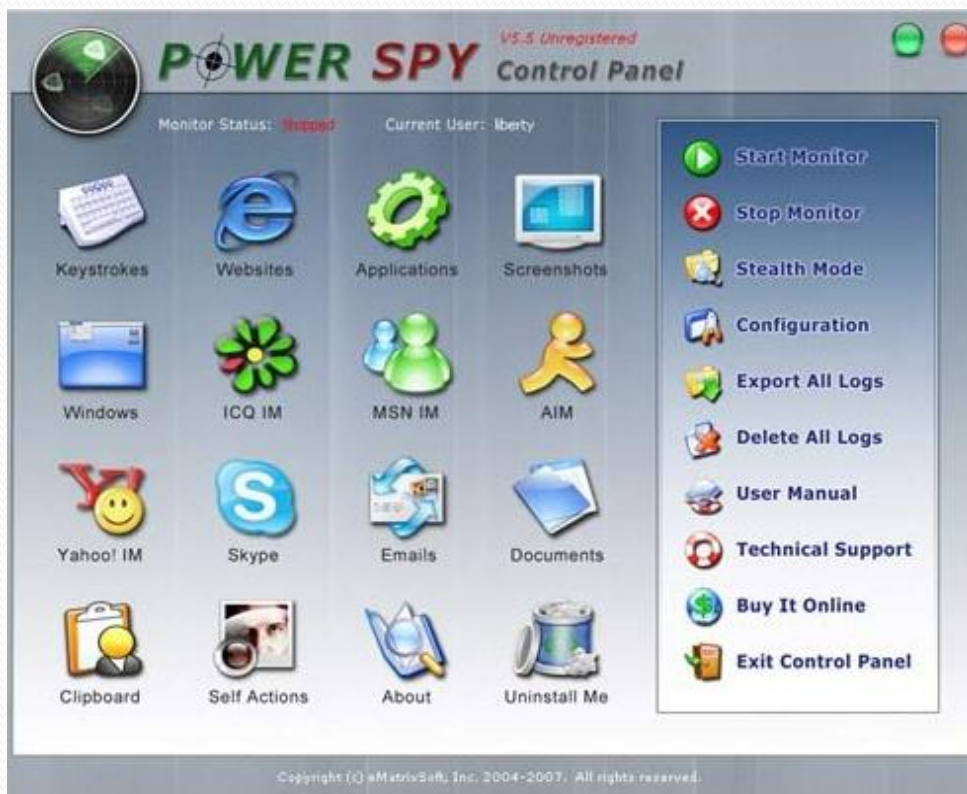 POWER SPY
V5.5 Unregistered
Control Panel
Monitor Status: Stopped Current User: liberty
Keystrokes Websites Applications Screenshots
Windows ICQ IM MSN IM AIM
Yahoo! IM Skype Emails Documents
Clipboard Self Actions About Uninstall Me
Start Monitor
Stop Monitor
Stealth Mode
Configuration
Export All Logs
Delete All Logs
User Manual
Technical Support
Buy It Online
Exit Control Panel
Copyright (c) eMatrixSoft, Inc. 2004-2007. All rights reserved.